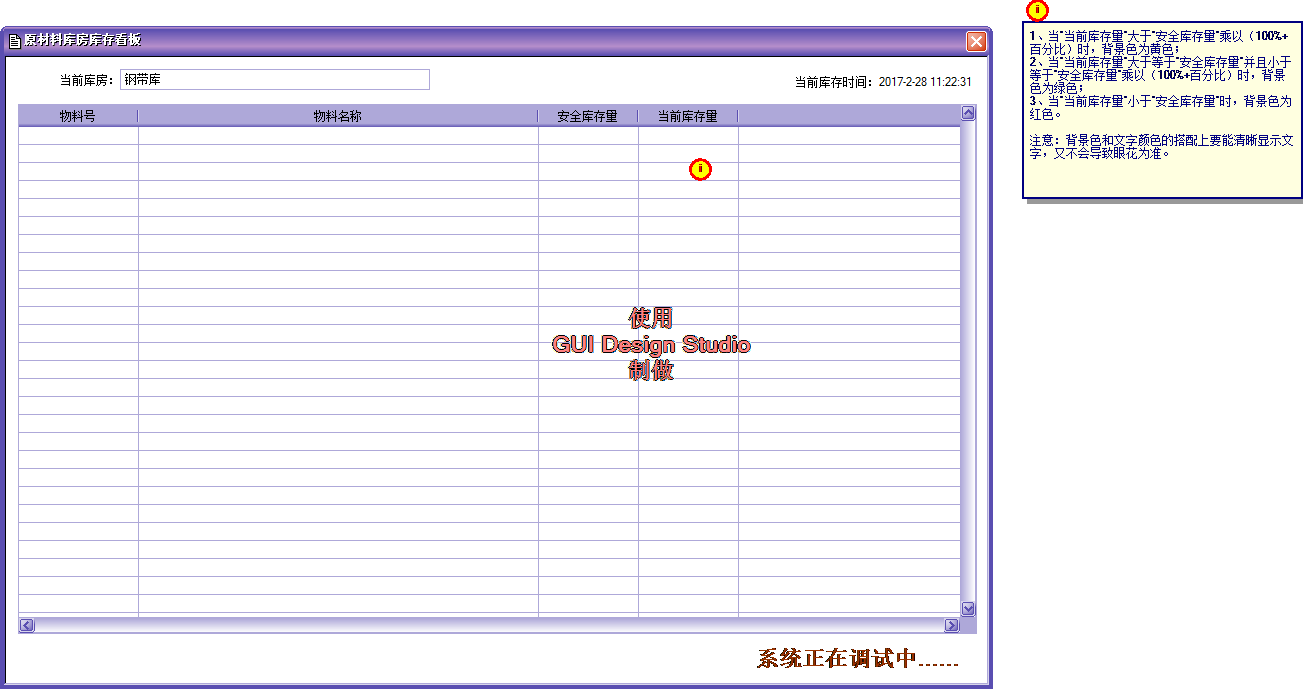 原材料库房库存看板
当前库房：
钢带库
当前库存时间：2017-2-28 11:22:31
物料号
物料名称
安全库存量
当前库存量
使用
GUI Design Studio
制做
系统正在调试中……
i
i
1、当"当前库存量"大于"安全库存量"乘以（100%+
百分比）时，背景色为黄色；
2、当"当前库存量"大于等于"安全库存量"并且小于
等于"安全库存量"乘以（100%+百分比）时，背景
色为绿色；
3、当"当前库存量"小于"安全库存量"时，背景色为
红色。
注意：背景色和文字颜色的搭配上要能清晰显示文
字，又不会导致眼花为准。